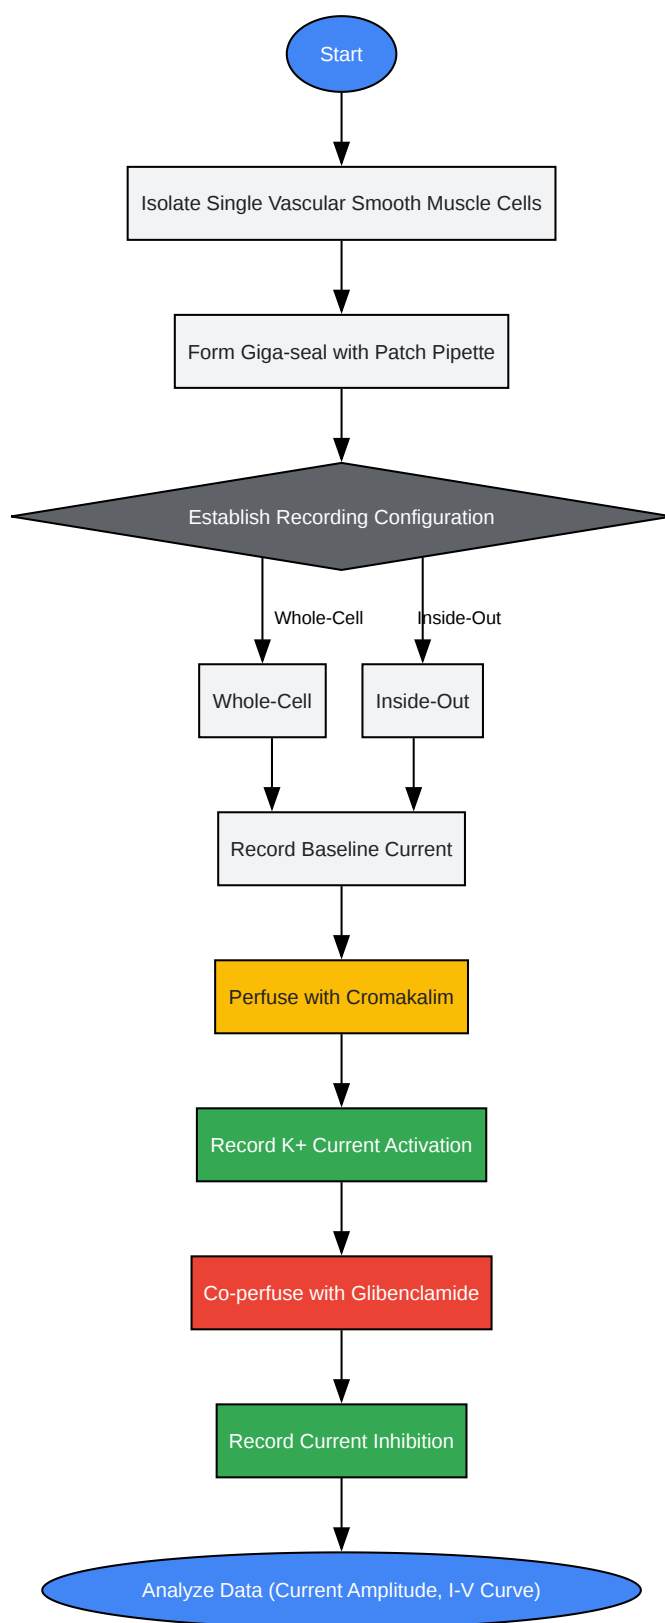 Start
Isolate Single Vascular Smooth Muscle Cells
Form Giga-seal with Patch Pipette
Establish Recording Configuration
Whole-Cell
Inside-Out
Whole-Cell
Inside-Out
Record Baseline Current
Perfuse with Cromakalim
Record K+ Current Activation
Co-perfuse with Glibenclamide
Record Current Inhibition
Analyze Data (Current Amplitude, I-V Curve)